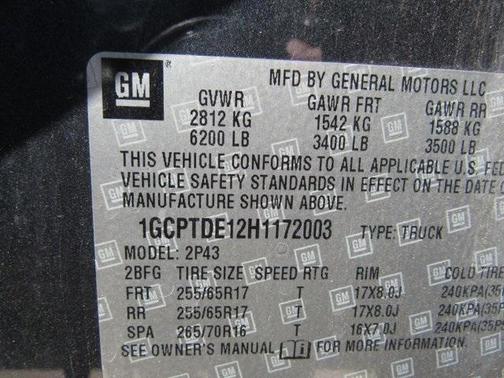 GM
MFD BY GENERAL MOTORS LLC
GVWR GAWR FRT GAWR RR
2812 KG 1542 KG 1588 KG
6200 LB 3400 LB 3500 LB
THIS VEHICLE CONFORMS TO ALL APPLICABLE U.S. FED
VEHICLE SAFETY STANDARDS IN EFFECT ON THE DATE OF
MANUFACTURE SHOWN ABOVE.
1GCPTDE12H1172003 TYPE: TRUCK
MODEL: 2P43
2BFG TIRE SIZE SPEED RTG RIM COLD TIRE
FRT 255/65R17 T 17X8.0J 240KPA(35P
RR 255/65R17 T 17X8.0J 240KPA(35PS
SPA 265/70R16 T 16X7.0J 240KPA(35PS
SEE OWNER'S MANUAL FOR MORE INFORMATION.